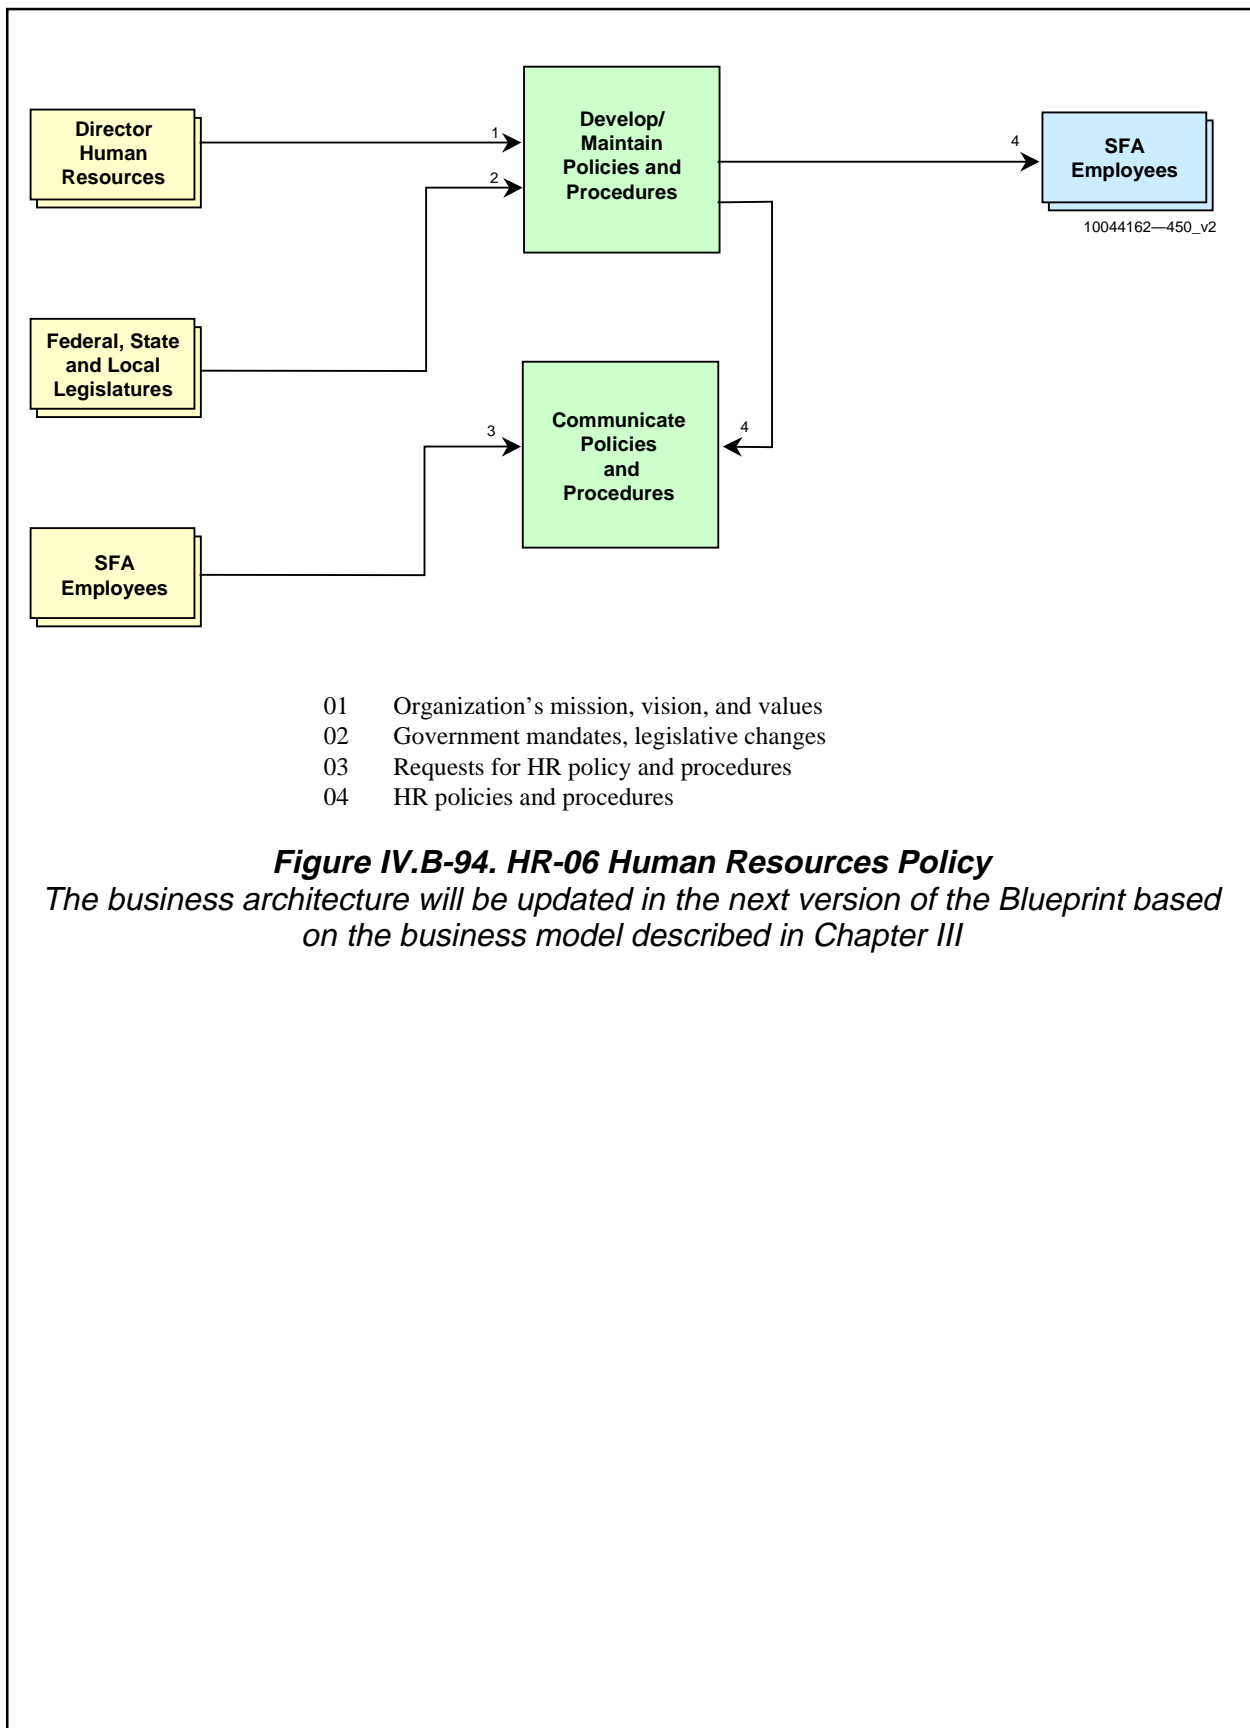 Director
Human
Resources
1
2
Develop/
Maintain
Policies and
Procedures
4
SFA
Employees
10044162—450_v2
Federal, State
and Local
Legislatures
3
Communicate
Policies
and
Procedures
4
SFA
Employees
01 Organization’s mission, vision, and values
02 Government mandates, legislative changes
03 Requests for HR policy and procedures
04 HR policies and procedures
Figure IV.B-94. HR-06 Human Resources Policy
The business architecture will be updated in the next version of the Blueprint based
on the business model described in Chapter III